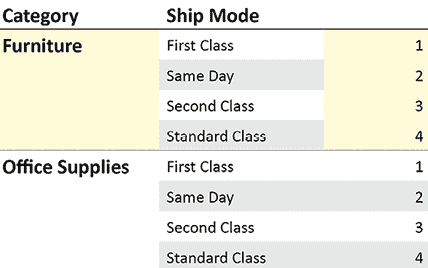 Category Ship Mode
Furniture First Class 1
Same Day 2
Second Class 3
Standard Class 4
Office Supplies First Class 1
Same Day 2
Second Class 3
Standard Class 4